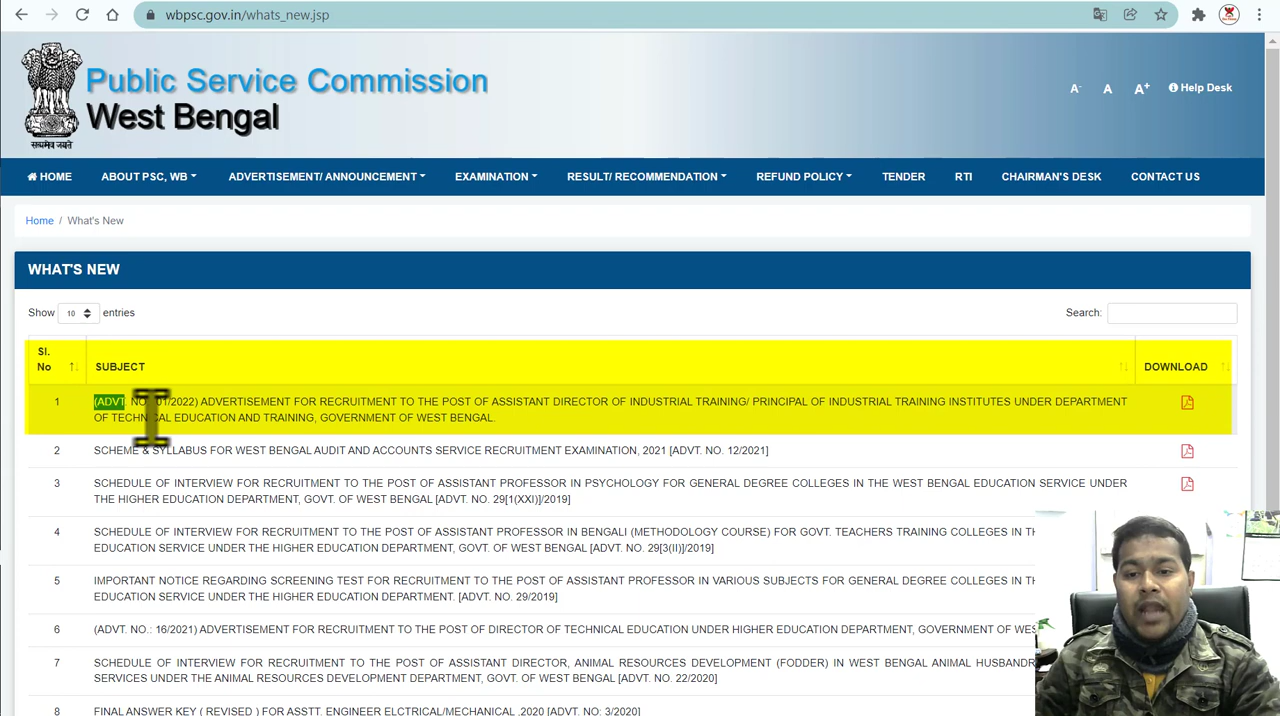 wbpsc.gov.in/whats_new.jsp
Public Service Commission
West Bengal
सत्यमेव जयते
A- A A+ Help Desk
HOME ABOUT PSC, WB ADVERTISEMENT/ ANNOUNCEMENT EXAMINATION RESULT/ RECOMMENDATION REFUND POLICY TENDER RTI CHAIRMAN'S DESK CONTACT US
Home / What's New
WHAT'S NEW
Show 10 entries Search:
Sl. No SUBJECT DOWNLOAD
1 (ADVT. NO. 01/2022) ADVERTISEMENT FOR RECRUITMENT TO THE POST OF ASSISTANT DIRECTOR OF INDUSTRIAL TRAINING/ PRINCIPAL OF INDUSTRIAL TRAINING INSTITUTES UNDER DEPARTMENT
OF TECHNICAL EDUCATION AND TRAINING, GOVERNMENT OF WEST BENGAL.
2 SCHEME & SYLLABUS FOR WEST BENGAL AUDIT AND ACCOUNTS SERVICE RECRUITMENT EXAMINATION, 2021 [ADVT. NO. 12/2021]
3 SCHEDULE OF INTERVIEW FOR RECRUITMENT TO THE POST OF ASSISTANT PROFESSOR IN PSYCHOLOGY FOR GENERAL DEGREE COLLEGES IN THE WEST BENGAL EDUCATION SERVICE UNDER
THE HIGHER EDUCATION DEPARTMENT, GOVT. OF WEST BENGAL [ADVT. NO. 29[1(XXI)]/2019]
4 SCHEDULE OF INTERVIEW FOR RECRUITMENT TO THE POST OF ASSISTANT PROFESSOR IN BENGALI (METHODOLOGY COURSE) FOR GOVT. TEACHERS TRAINING COLLEGES IN
EDUCATION SERVICE UNDER THE HIGHER EDUCATION DEPARTMENT, GOVT. OF WEST BENGAL [ADVT. NO. 29[3(II)]/2019]
5 IMPORTANT NOTICE REGARDING SCREENING TEST FOR RECRUITMENT TO THE POST OF ASSISTANT PROFESSOR IN VARIOUS SUBJECTS FOR GENERAL DEGREE COLLEGES IN
EDUCATION SERVICE UNDER THE HIGHER EDUCATION DEPARTMENT. [ADVT. NO. 29/2019]
6 (ADVT. NO.: 16/2021) ADVERTISEMENT FOR RECRUITMENT TO THE POST OF DIRECTOR OF TECHNICAL EDUCATION UNDER HIGHER EDUCATION DEPARTMENT, GOVERNMENT OF
7 SCHEDULE OF INTERVIEW FOR RECRUITMENT TO THE POST OF ASSISTANT DIRECTOR, ANIMAL RESOURCES DEVELOPMENT (FODDER) IN WEST BENGAL ANIMAL
SERVICES UNDER THE ANIMAL RESOURCES DEVELOPMENT DEPARTMENT, GOVT. OF WEST BENGAL [ADVT. NO. 22/2020]
8 FINAL ANSWER KEY ( REVISED ) FOR ASSTT. ENGINEER ELCTRICAL/MECHANICAL ,2020 [ADVT. NO: 3/2020]